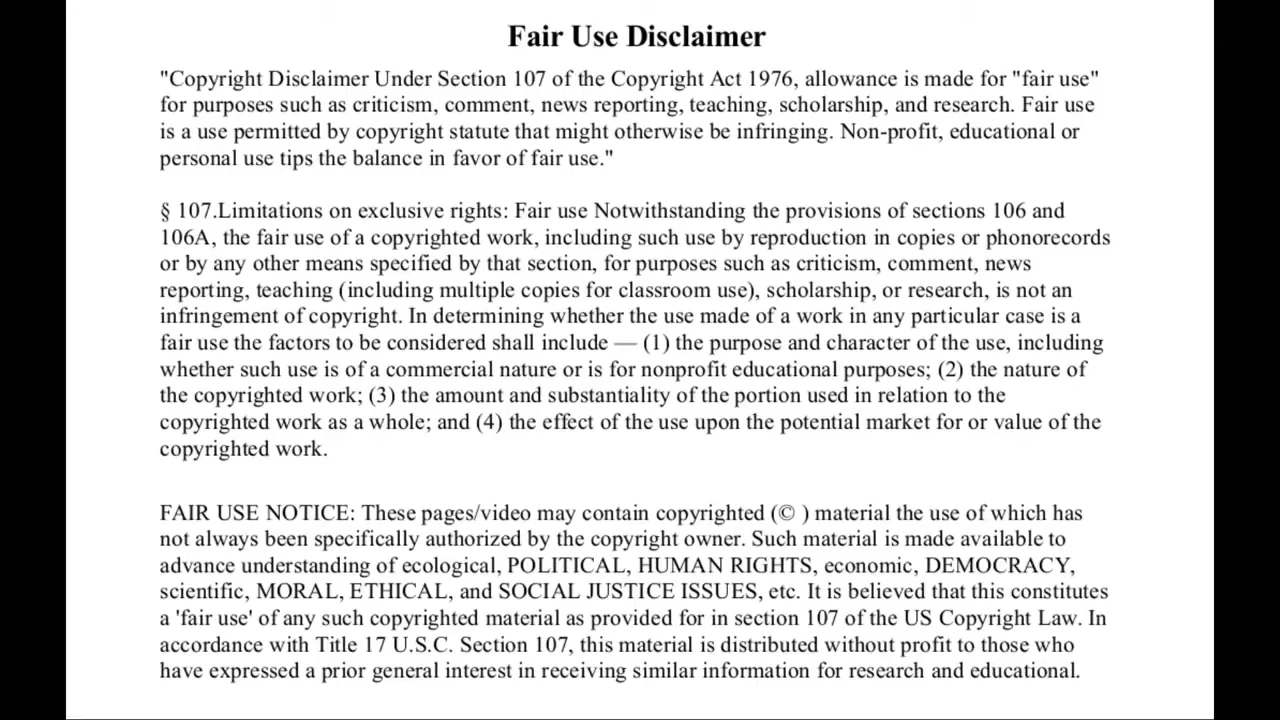 Fair Use Disclaimer
"Copyright Disclaimer Under Section 107 of the Copyright Act 1976, allowance is made for "fair use"
for purposes such as criticism, comment, news reporting, teaching, scholarship, and research. Fair use
is a use permitted by copyright statute that might otherwise be infringing. Non-profit, educational or
personal use tips the balance in favor of fair use."
§ 107.Limitations on exclusive rights: Fair use Notwithstanding the provisions of sections 106 and
106A, the fair use of a copyrighted work, including such use by reproduction in copies or phonorecords
or by any other means specified by that section, for purposes such as criticism, comment, news
reporting, teaching (including multiple copies for classroom use), scholarship, or research, is not an
infringement of copyright. In determining whether the use made of a work in any particular case is a
fair use the factors to be considered shall include — (1) the purpose and character of the use, including
whether such use is of a commercial nature or is for nonprofit educational purposes; (2) the nature of
the copyrighted work; (3) the amount and substantiality of the portion used in relation to the
copyrighted work as a whole; and (4) the effect of the use upon the potential market for or value of the
copyrighted work.
FAIR USE NOTICE: These pages/video may contain copyrighted (© ) material the use of which has
not always been specifically authorized by the copyright owner. Such material is made available to
advance understanding of ecological, POLITICAL, HUMAN RIGHTS, economic, DEMOCRACY,
scientific, MORAL, ETHICAL, and SOCIAL JUSTICE ISSUES, etc. It is believed that this constitutes
a 'fair use' of any such copyrighted material as provided for in section 107 of the US Copyright Law. In
accordance with Title 17 U.S.C. Section 107, this material is distributed without profit to those who
have expressed a prior general interest in receiving similar information for research and educational.